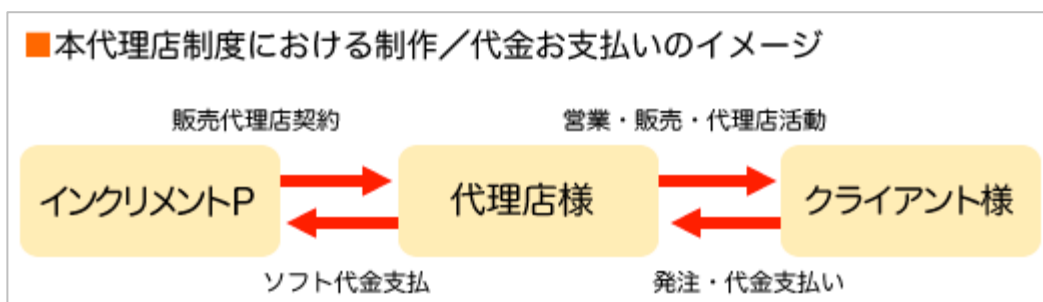 ■本代理店制度における制作／代金お支払いのイメージ
販売代理店契約
営業・販売・代理店活動
インクリメントP
代理店様
クライアント様
ソフト代金支払
発注・代金支払い